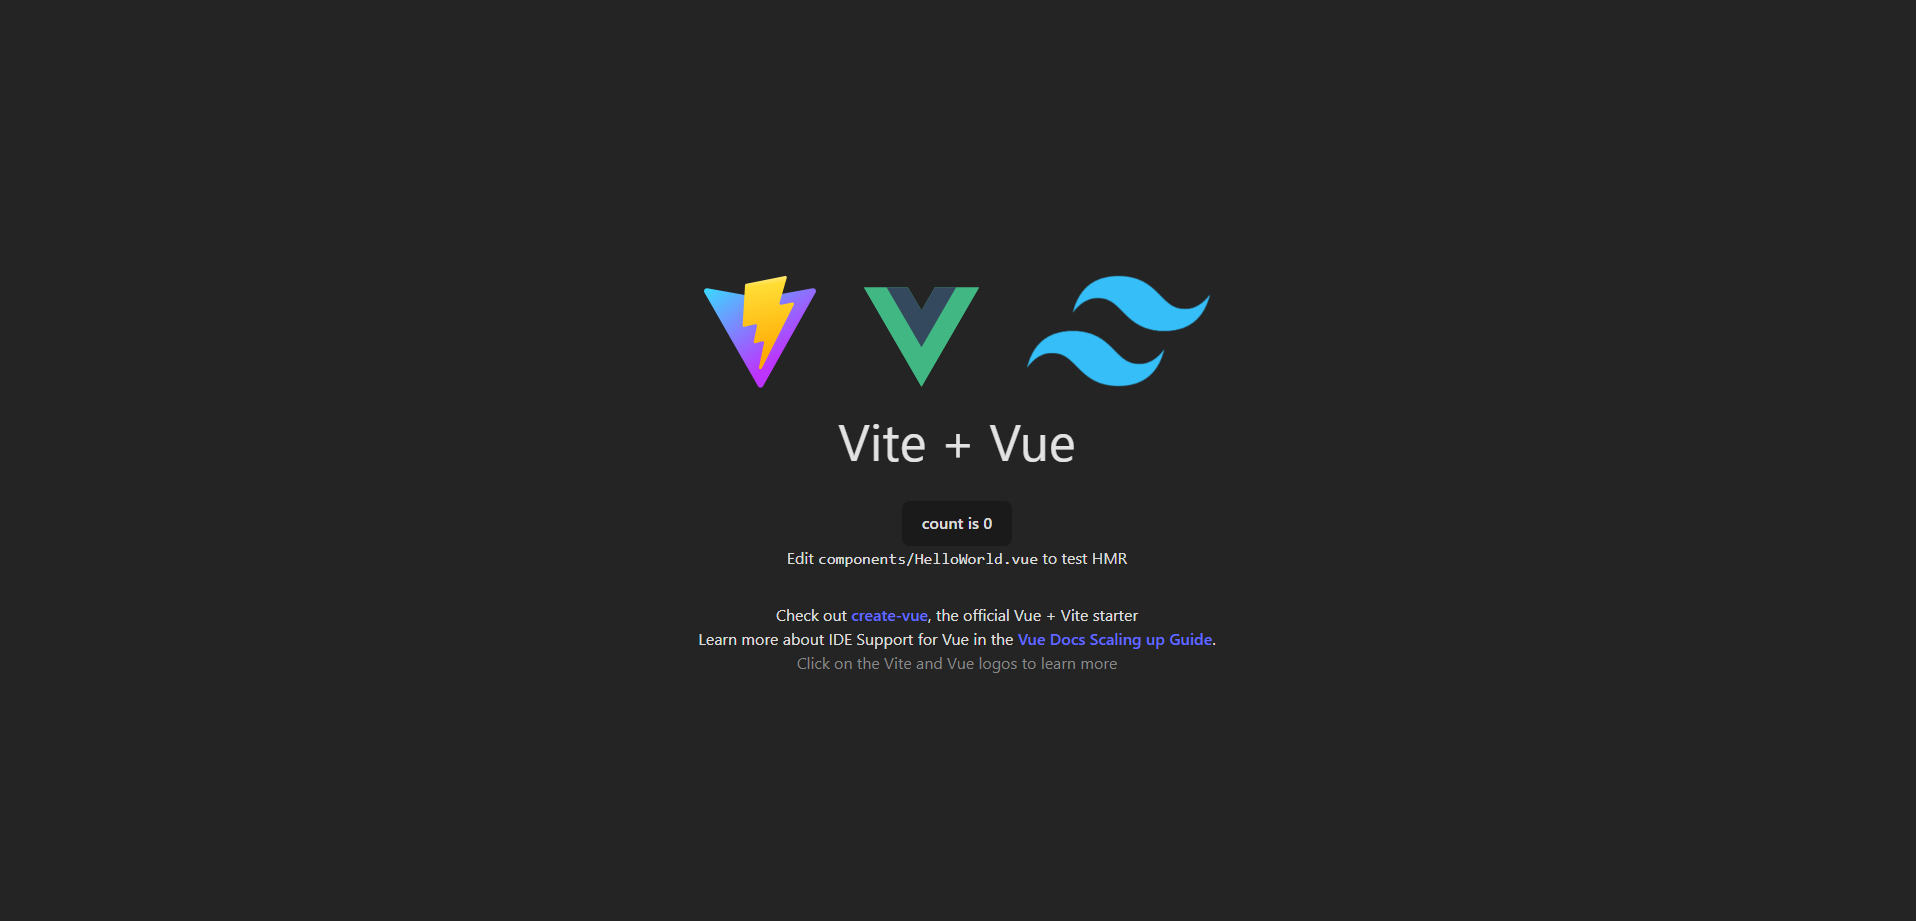 Vite + Vue
count is 0
Edit components/HelloWorld.vue to test HMR
Check out create-vue, the official Vue + Vite starter
Learn more about IDE Support for Vue in the Vue Docs Scaling up Guide.
Click on the Vite and Vue logos to learn more